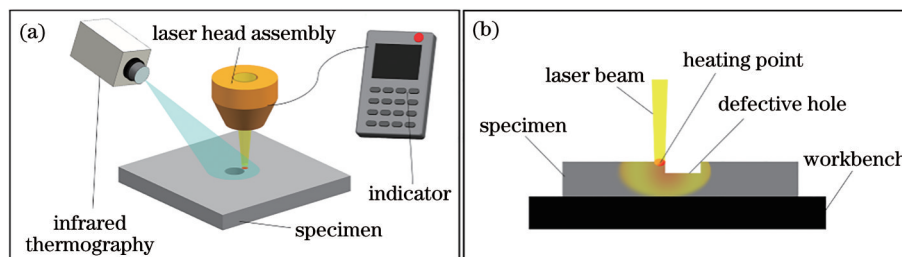 (a)
laser head assembly
infrared
thermography
specimen
indicator
(b)
heating point
laser beam
defective hole
specimen
workbench